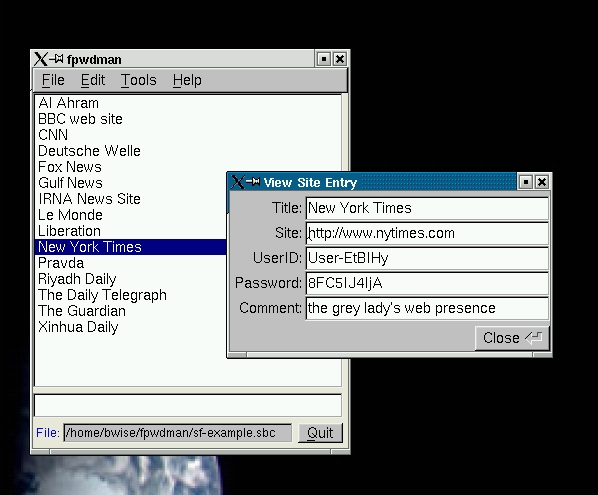 fpwdman
File Edit Tools Help
Al Ahram
BBC web site
CNN
Deutsche Welle
Fox News
Gulf News
IRNA News Site
Le Monde
Liberation
New York Times
Pravda
Riyadh Daily
The Daily Telegraph
The Guardian
Xinhua Daily
File: /home/bwise/fpwdman/sf-example.sbc Quit
View Site Entry
Title: New York Times
Site: http://www.nytimes.com
UserID: User-EtBIHy
Password: 8FC5IJ4IjA
Comment: the grey lady's web presence
Close